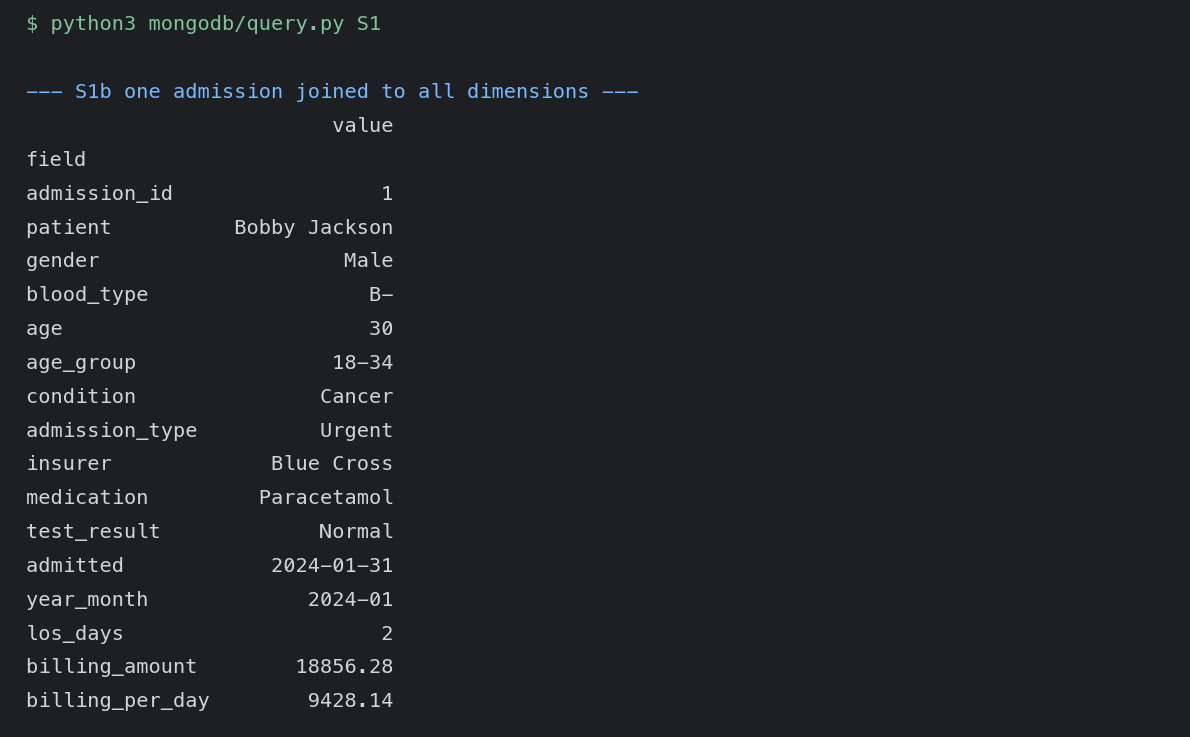 $ python3 mongodb/query.py S1
--- S1b one admission joined to all dimensions ---
value
field
admission_id 1
patient Bobby Jackson
gender Male
blood_type B-
age 30
age_group 18-34
condition Cancer
admission_type Urgent
insurer Blue Cross
medication Paracetamol
test_result Normal
admitted 2024-01-31
year_month 2024-01
los_days 2
billing_amount 18856.28
billing_per_day 9428.14